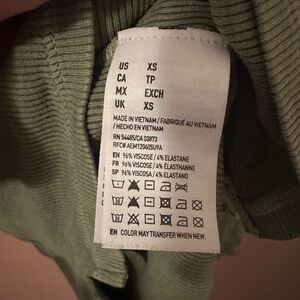 US XS
CA TP
MX EXCH
UK XS
MADE IN VIETNAM / FABRIQUÉ AU VIETNAM
/ HECHO EN VIETNAM
RN 54485/CA 03873
RFC# AEM120605U9A
EN 96% VISCOSE / 4% ELASTANE
FR 96% VISCOSE / 4% ÉLASTHANNE
SP 96% VISCOSA / 4% ELASTANO
EN COLOR MAY TRANSFER WHEN NEW.